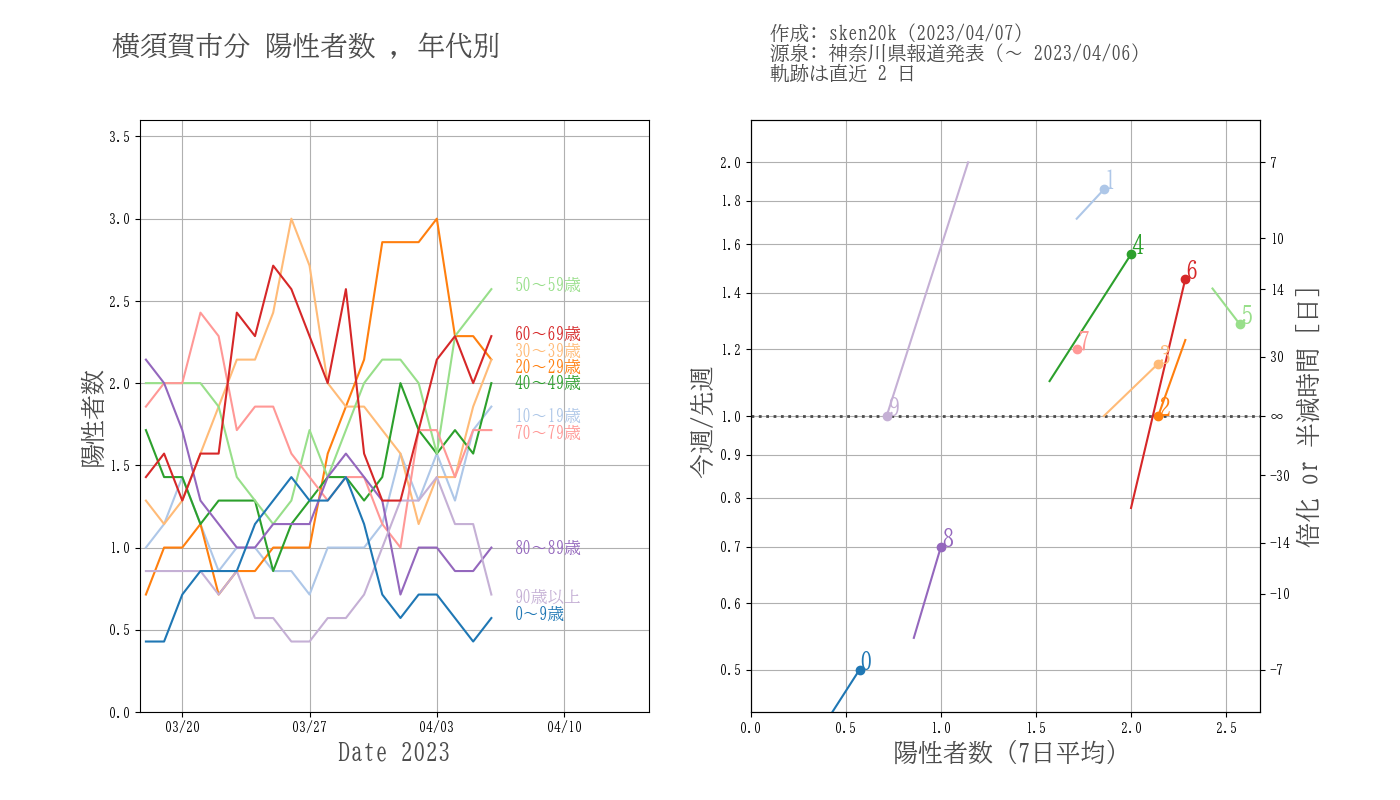 横須賀市分 陽性者数 , 年代別
作成: sken20k (2023/04/07)
源泉: 神奈川県報道発表 (～ 2023/04/06)
軌跡は直近 2 日
陽性者数
3.5
3.0
2.5
2.0
1.5
1.0
0.5
0.0
50～59歳
60～69歳
30～39歳
20～29歳
40～49歳
10～19歳
70～79歳
80～89歳
90歳以上
0～9歳
03/20
03/27
04/03
04/10
Date 2023
今週/先週
2.0
1.8
1.6
1.4
1.2
1.0
0.9
0.8
0.7
0.6
0.5
1
4
6
5
7
3
2
9
8
0
7
10
14
30
∞
−30
−14
−10
−7
倍化 or 半減時間 [日]
0.0
0.5
1.0
1.5
2.0
2.5
陽性者数 (7日平均)